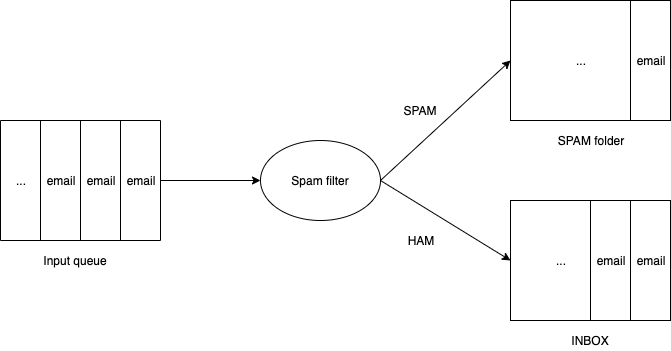 ... email email email
Input queue
Spam filter
SPAM
HAM
... email
SPAM folder
... email email
INBOX